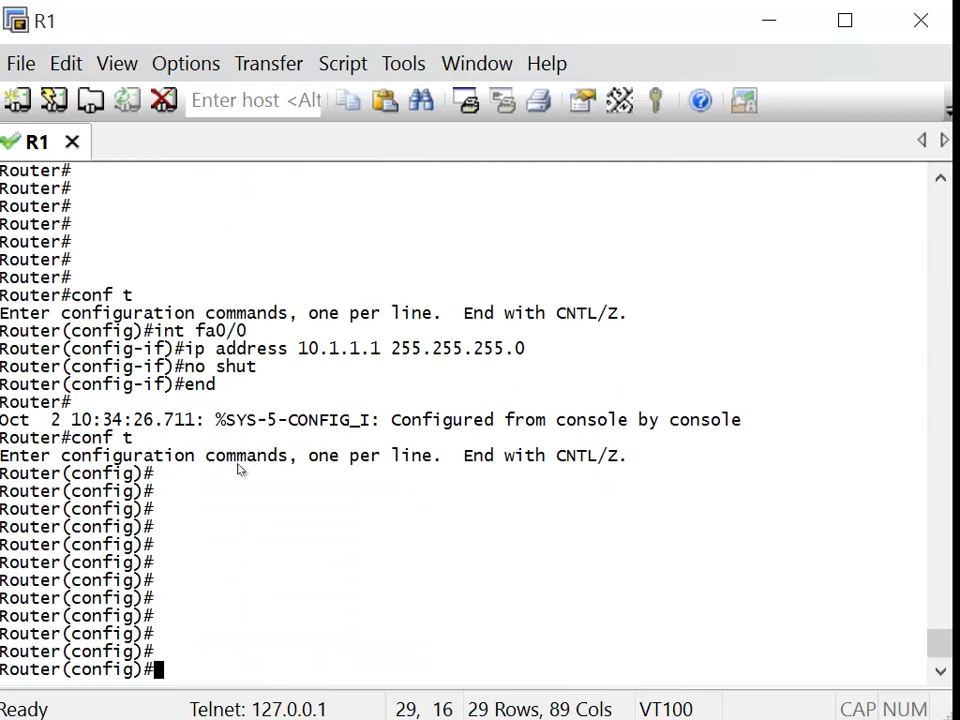 R1
File Edit View Options Transfer Script Tools Window Help
Enter host <Alt
R1
Router#
Router#
Router#
Router#
Router#
Router#
Router#
Router#conf t
Enter configuration commands, one per line.  End with CNTL/Z.
Router(config)#int fa0/0
Router(config-if)#ip address 10.1.1.1 255.255.255.0
Router(config-if)#no shut
Router(config-if)#end
Router#
Oct  2 10:34:26.711: %SYS-5-CONFIG_I: Configured from console by console
Router#conf t
Enter configuration commands, one per line.  End with CNTL/Z.
Router(config)#
Router(config)#
Router(config)#
Router(config)#
Router(config)#
Router(config)#
Router(config)#
Router(config)#
Router(config)#
Router(config)#
Router(config)#
Router(config)#
Ready Telnet: 127.0.0.1 29, 16 29 Rows, 89 Cols VT100 CAP NUM